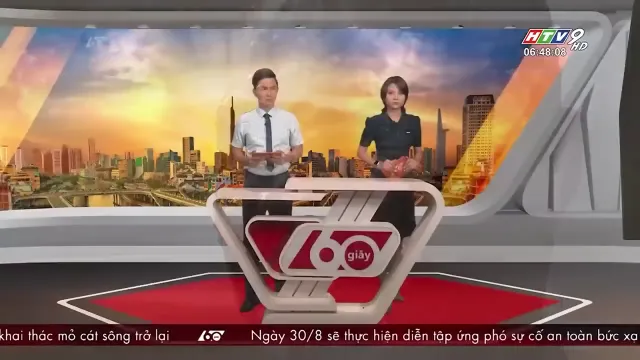 HTV9 HD
06:48:08
60 giây
khai thác mỏ cát sông trở lại 60 Ngày 30/8 sẽ thực hiện diễn tập ứng phó sự cố an toàn bức xạ